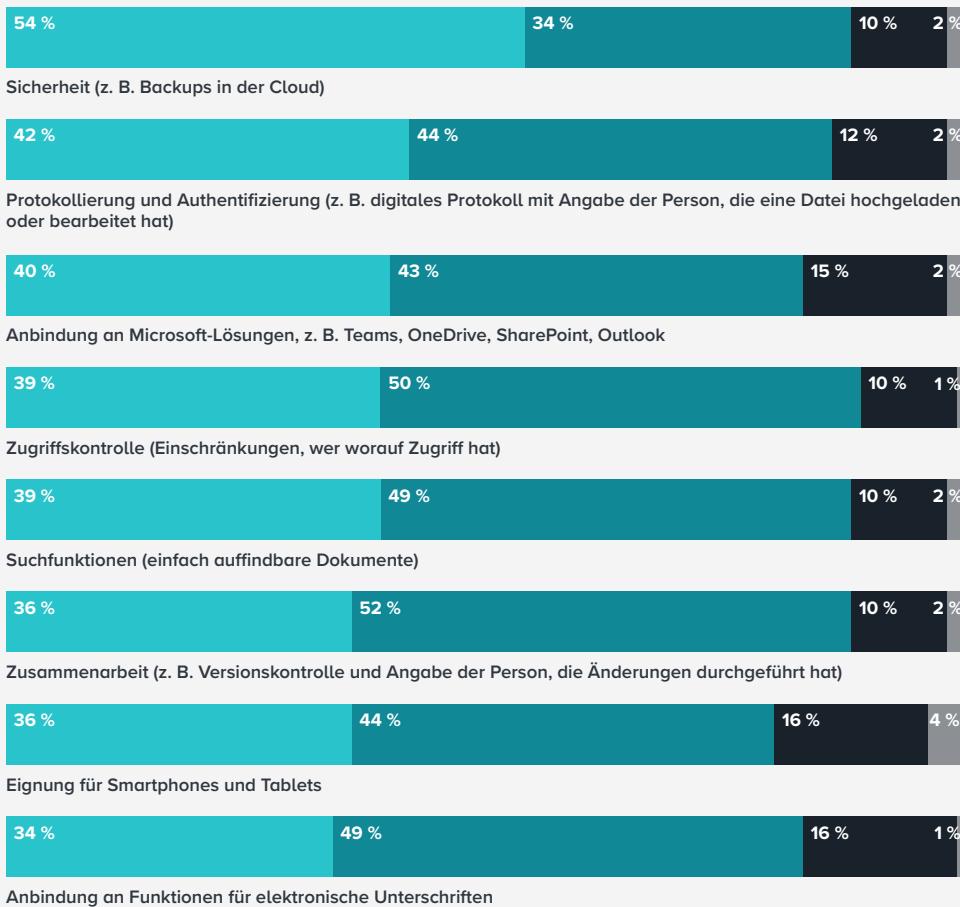 54 % 34 % 10 % 2 %
Sicherheit (z. B. Backups in der Cloud)
42 % 44 % 12 % 2 %
Protokollierung und Authentifizierung (z. B. digitales Protokoll mit Angabe der Person, die eine Datei hochgeladen
oder bearbeitet hat)
40 % 43 % 15 % 2 %
Anbindung an Microsoft-Lösungen, z. B. Teams, OneDrive, SharePoint, Outlook
39 % 50 % 10 % 1 %
Zugriffskontrolle (Einschränkungen, wer worauf Zugriff hat)
39 % 49 % 10 % 2 %
Suchfunktionen (einfach auffindbare Dokumente)
36 % 52 % 10 % 2 %
Zusammenarbeit (z. B. Versionskontrolle und Angabe der Person, die Änderungen durchgeführt hat)
36 % 44 % 16 % 4 %
Eignung für Smartphones und Tablets
34 % 49 % 16 % 1 %
Anbindung an Funktionen für elektronische Unterschriften